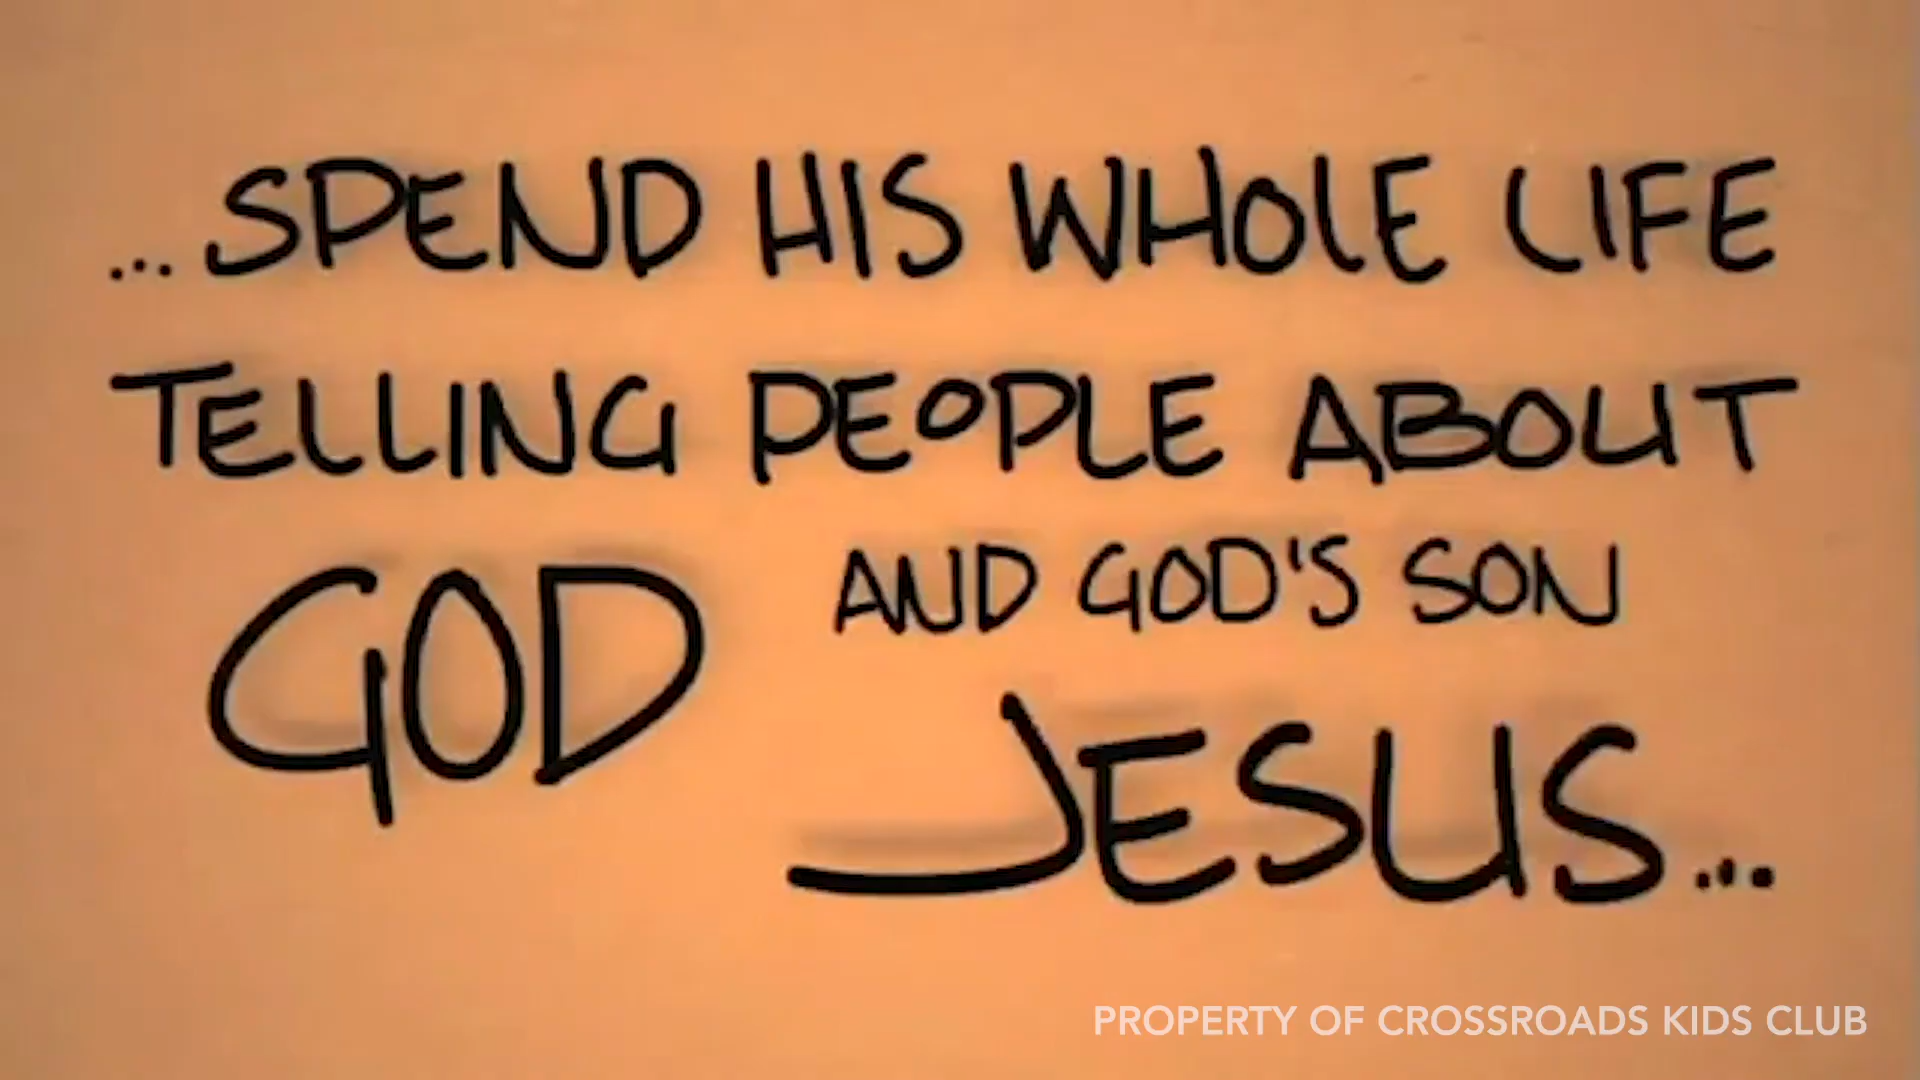 ...SPEND HIS WHOLE LIFE
TELLING PEOPLE ABOUT
GOD AND GOD'S SON
JESUS...
PROPERTY OF CROSSROADS KIDS CLUB